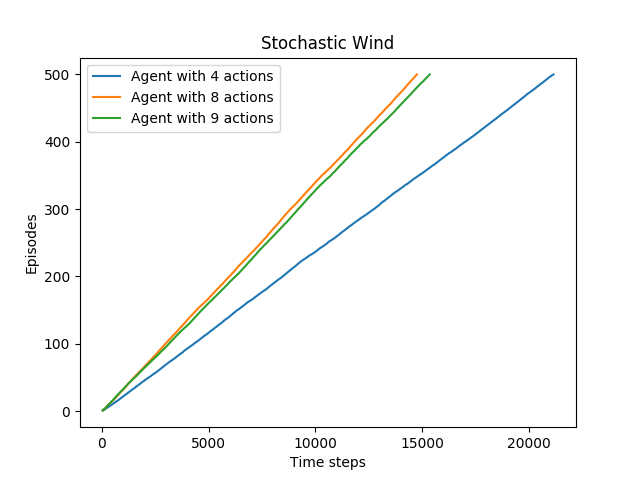 Stochastic Wind
Agent with 4 actions
Agent with 8 actions
Agent with 9 actions
500
400
300
200
100
0
Episodes
0 5000 10000 15000 20000
Time steps